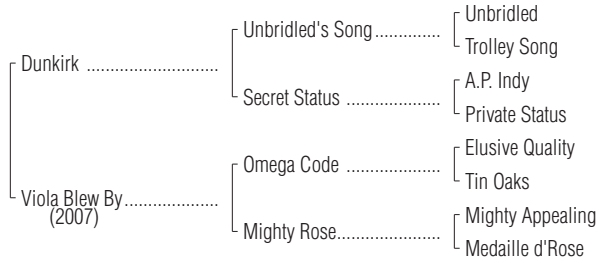 Unbridled
Unbridled's Song..............
Trolley Song
Dunkirk ............................
A.P. Indy
Secret Status ....................
Private Status
Elusive Quality
Omega Code ....................
Tin Oaks
Viola Blew By....................
(2007)
Mighty Appealing
Mighty Rose......................
Medaille d'Rose